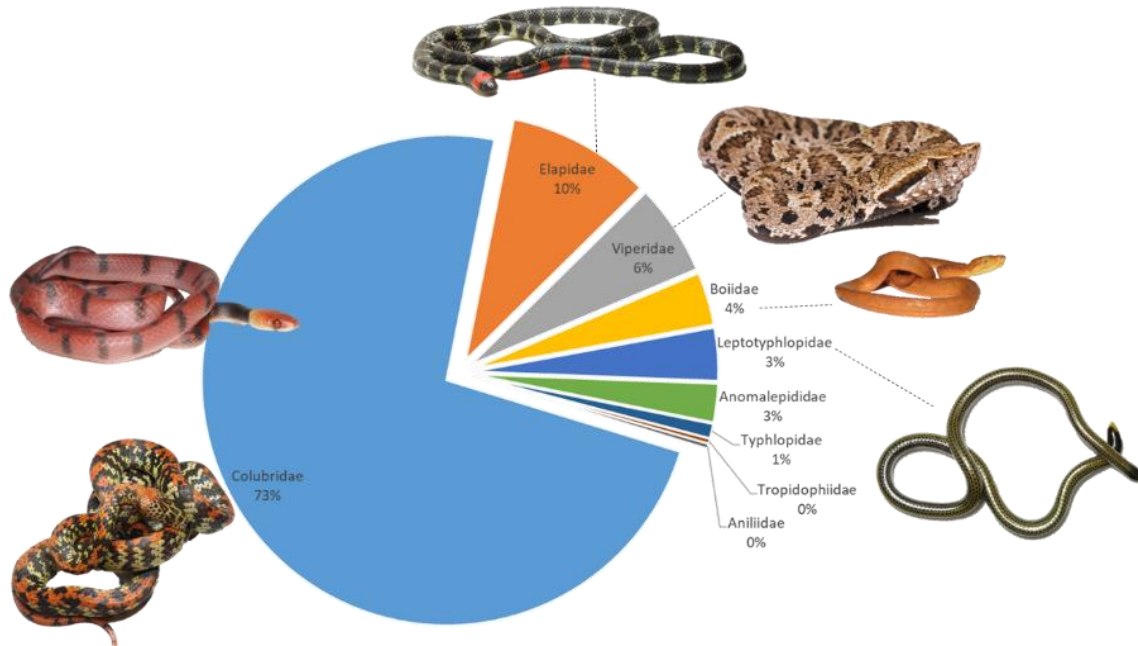 Elapidae
10%
Viperidae
6%
Boiidae
4%
Leptotyphlopidae
3%
Anomalepididae
3%
Typhlopidae
1%
Tropidophiidae
0%
Aniliidae
0%
Colubridae
73%